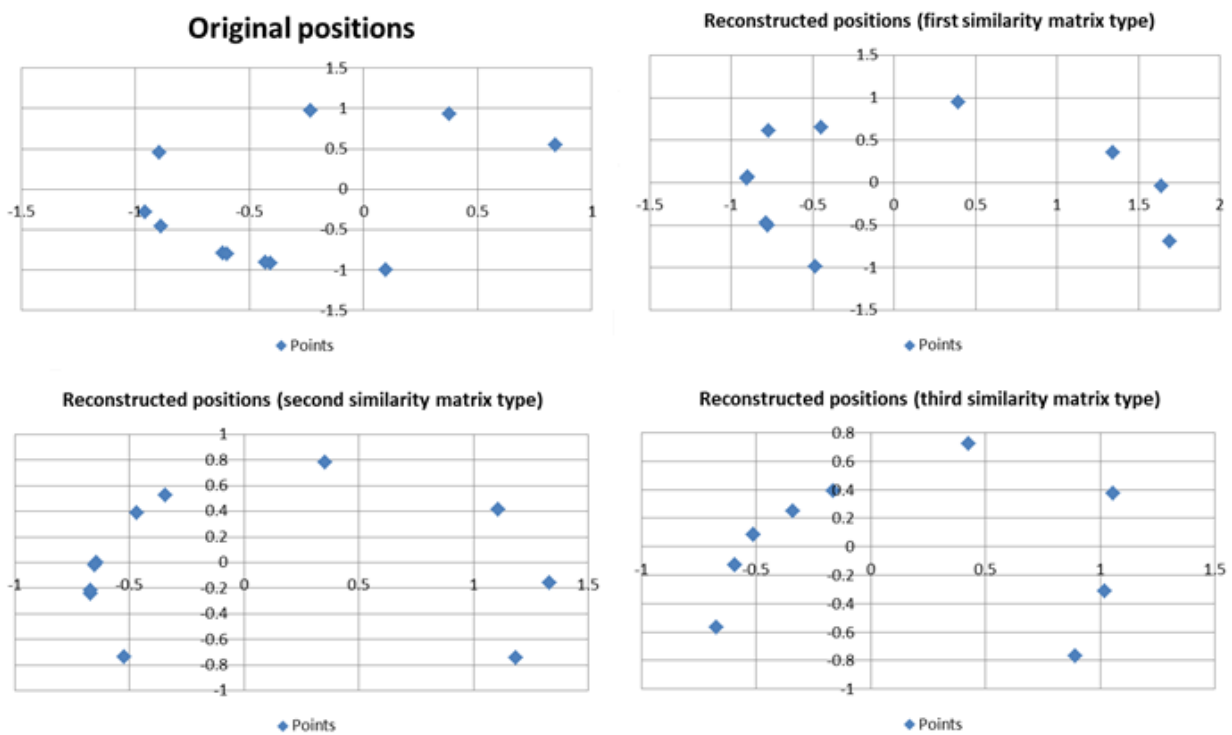 Original positions
1.5
1
0.5
0
-1.5 -1 -0.5 0 0.5 1
-0.5
-1
-1.5
Points
Reconstructed positions (first similarity matrix type)
1.5
1
0.5
0
-1.5 -1 -0.5 0 0.5 1 1.5 2
-0.5
-1
-1.5
Points
Reconstructed positions (second similarity matrix type)
1
0.8
0.6
0.4
0.2
0
-1 -0.5 0 0.5 1 1.5
-0.2
-0.4
-0.6
-0.8
-1
Points
Reconstructed positions (third similarity matrix type)
0.8
0.6
0.4
0.2
0
-1 -0.5 0 0.5 1 1.5
-0.2
-0.4
-0.6
-0.8
-1
Points